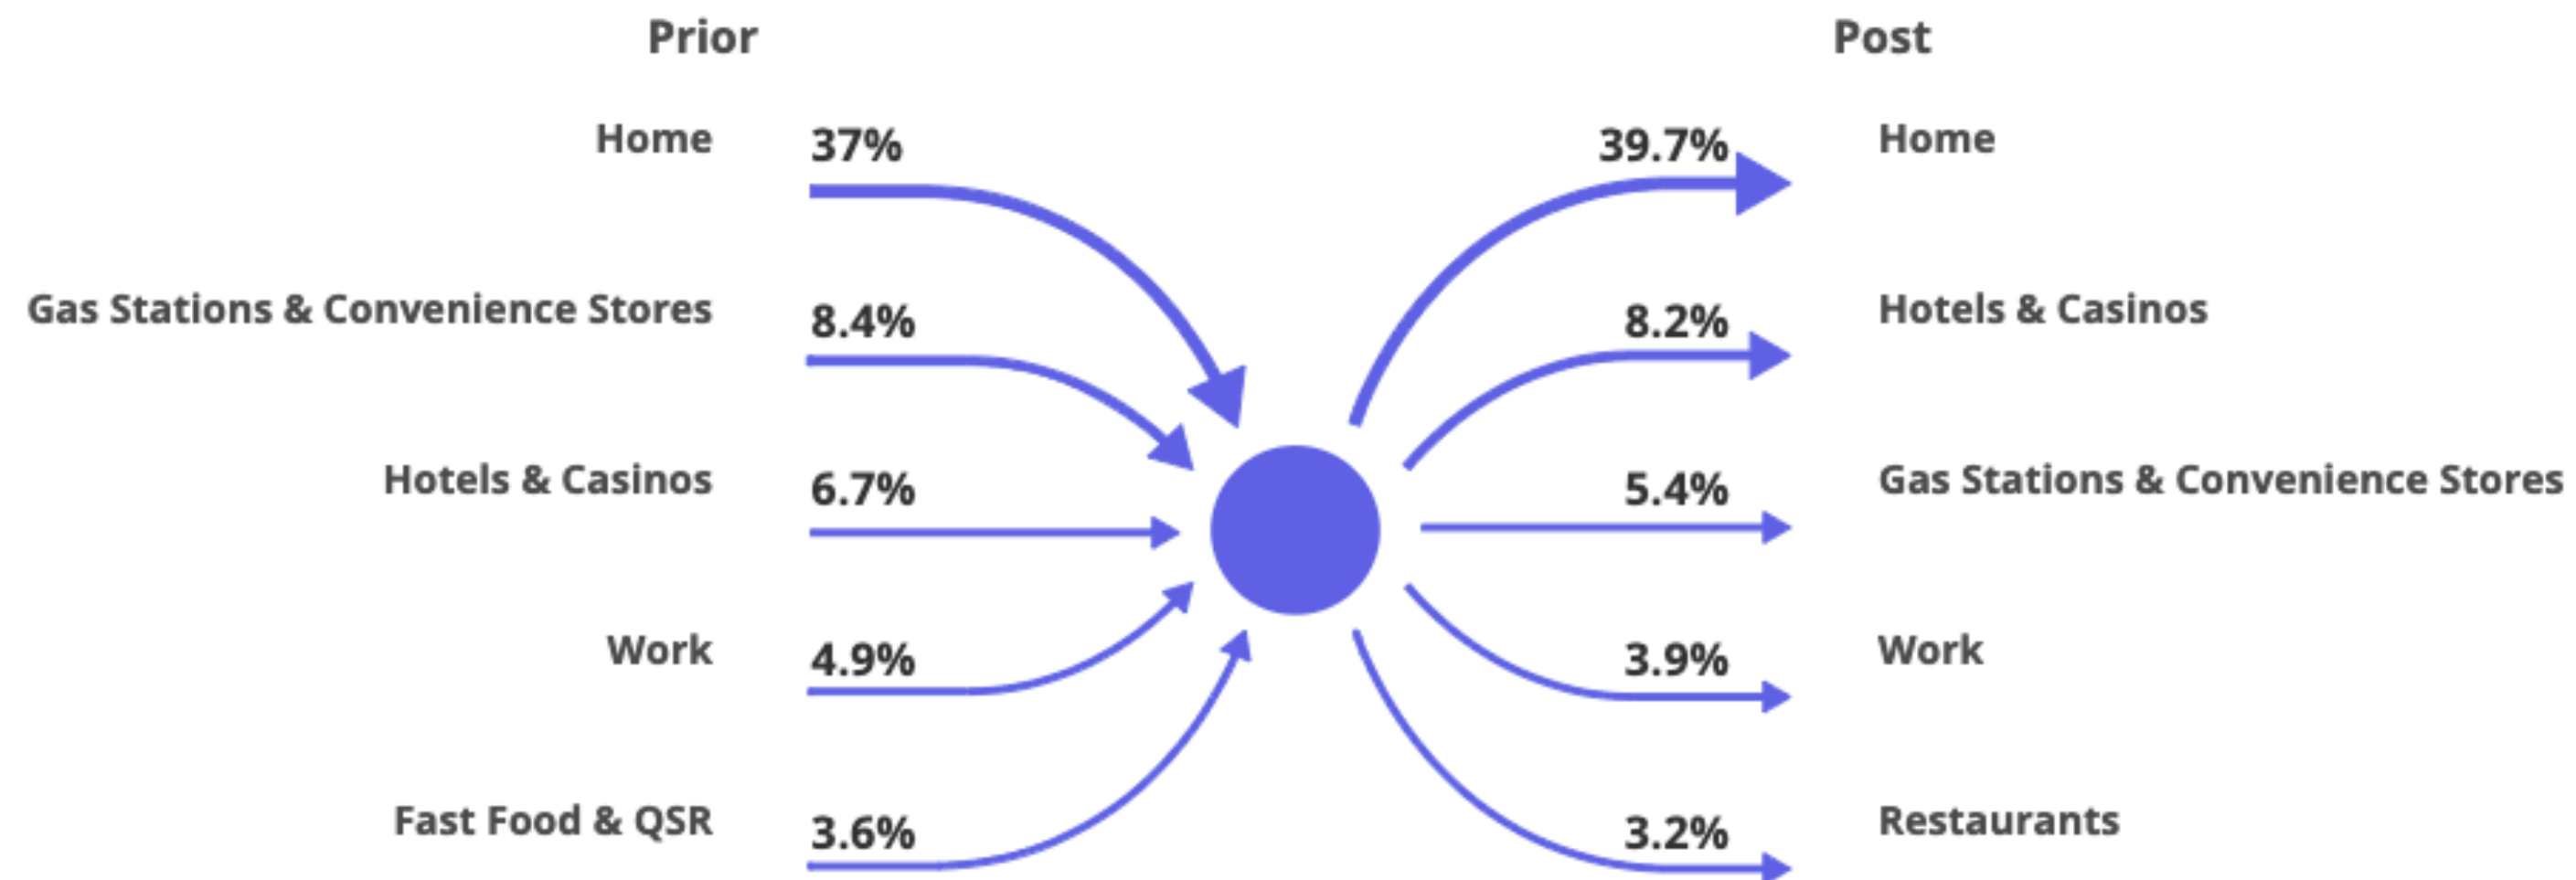 Prior
Post
Home
37%
39.7%
Home
Gas Stations & Convenience Stores
8.4%
8.2%
Hotels & Casinos
Hotels & Casinos
6.7%
5.4%
Gas Stations & Convenience Stores
Work
4.9%
3.9%
Work
Fast Food & QSR
3.6%
3.2%
Restaurants